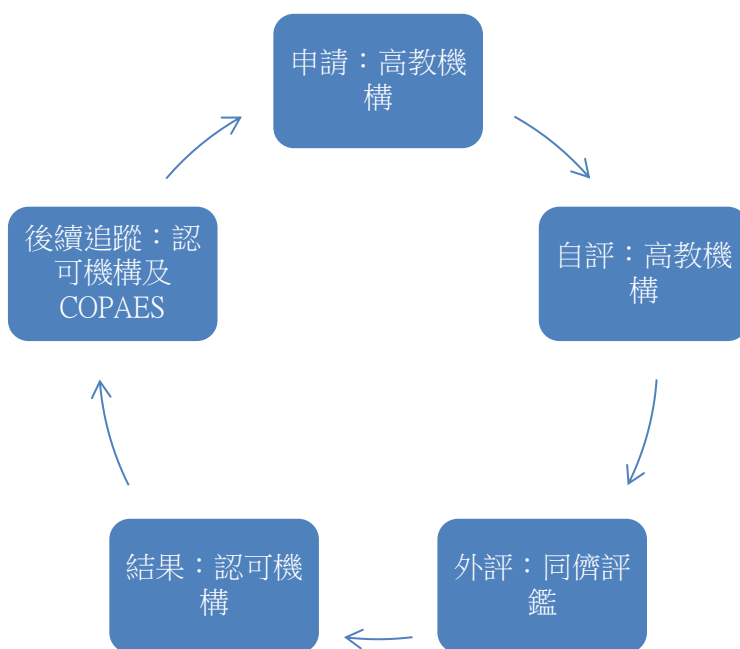 申請：高教機
構
自評：高教機
構
外評：同儕評
鑑
結果：認可機
構
後續追蹤：認
可機構及
COPAES